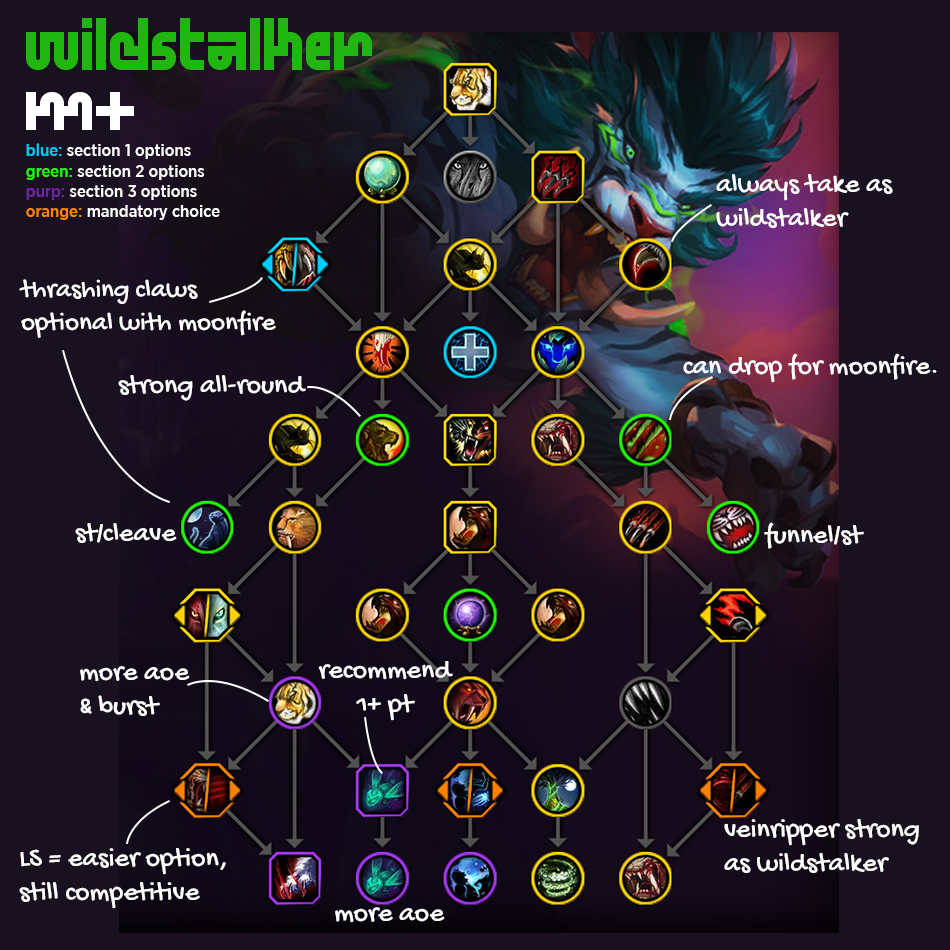 wildstalker
m+
blue: section 1 options
green: section 2 options
purp: section 3 options
orange: mandatory choice
always take as
wildstalker
thrashing claws
optional with moonfire
strong all-round
can drop for moonfire.
st/cleave
funnel/st
more aoe
& burst
recommend
1+ pt
LS = easier option,
still competitive
veinripper strong
as wildstalker
more aoe